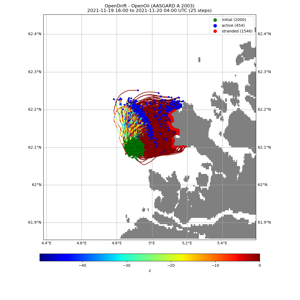 OpenDrift - OpenOil (AASGARD A 2003)
2021-11-19 16:00 to 2021-11-20 04:00 UTC (25 steps)
initial (2000)
active (454)
stranded (1546)
62.4°N 62.4°N
62.3°N 62.3°N
62.2°N 62.2°N
62.1°N 62.1°N
62°N 62°N
61.9°N 61.9°N
4.4°E 4.6°E 4.8°E 5°E 5.2°E 5.4°E
−40 −30 −20 −10 0
z